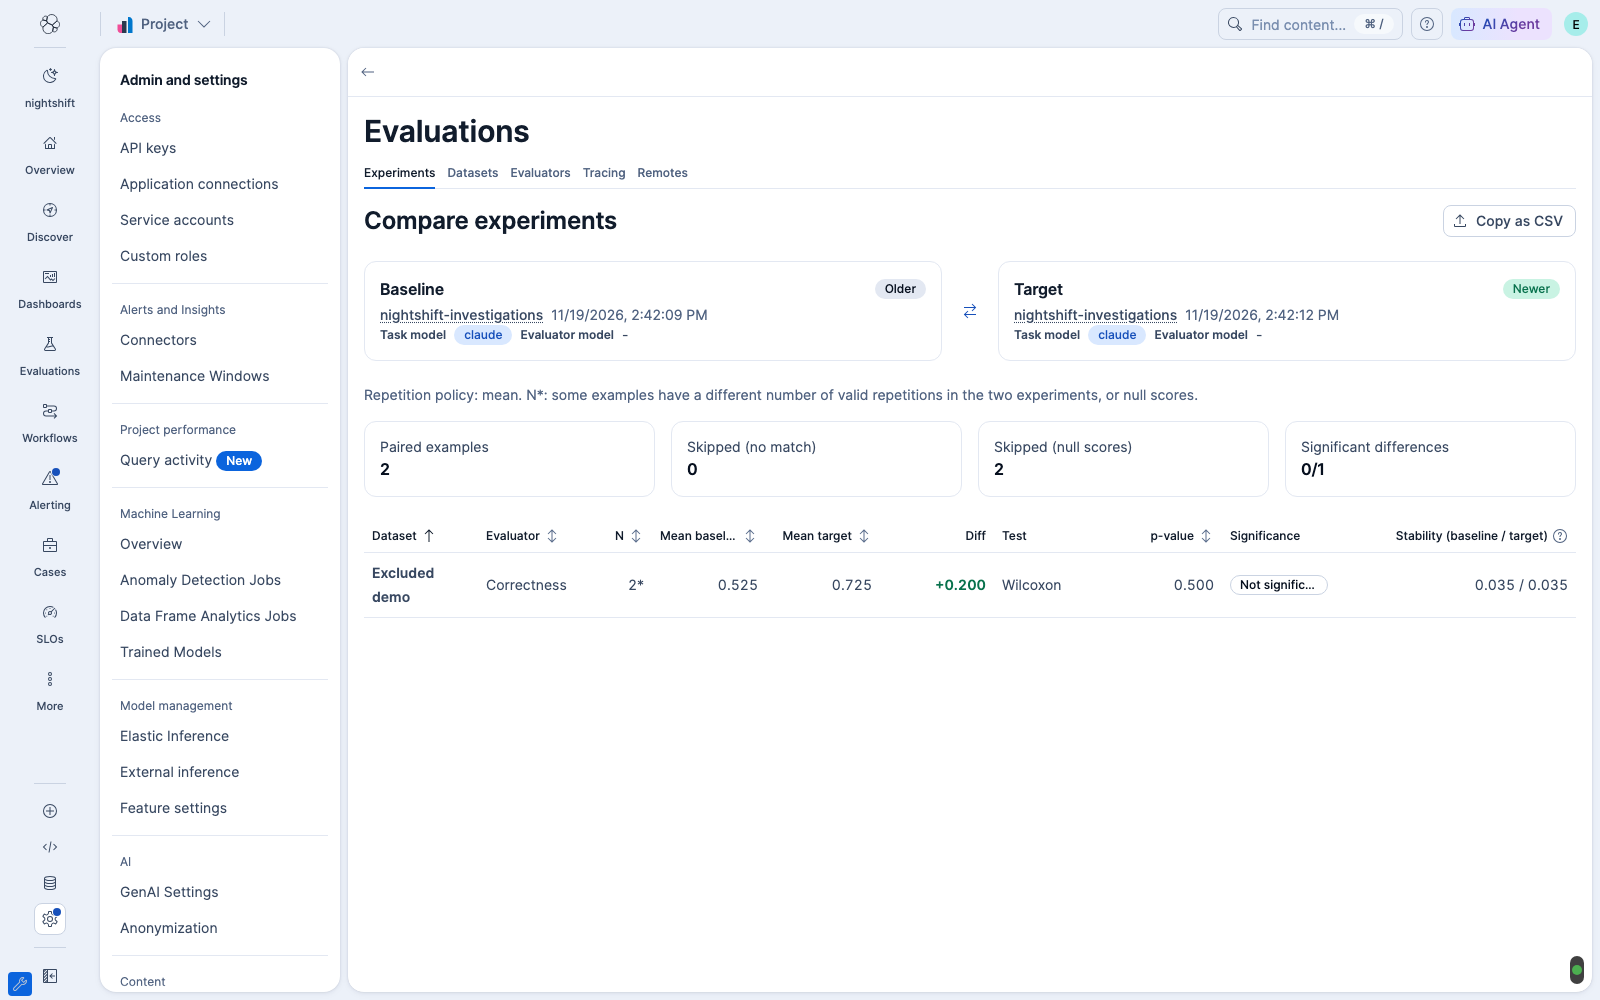 Project
Find content... ⌘ /
AI Agent
E
nightshift
Overview
Discover
Dashboards
Evaluations
Workflows
Alerting
Cases
SLOs
More
Admin and settings
Access
API keys
Application connections
Service accounts
Custom roles
Alerts and Insights
Connectors
Maintenance Windows
Project performance
Query activity New
Machine Learning
Overview
Anomaly Detection Jobs
Data Frame Analytics Jobs
Trained Models
Model management
Elastic Inference
External inference
Feature settings
AI
GenAI Settings
Anonymization
Content
Evaluations
Experiments Datasets Evaluators Tracing Remotes
Compare experiments
Copy as CSV
Baseline Older
nightshift-investigations 11/19/2026, 2:42:09 PM
Task model claude Evaluator model -
Target Newer
nightshift-investigations 11/19/2026, 2:42:12 PM
Task model claude Evaluator model -
Repetition policy: mean. N*: some examples have a different number of valid repetitions in the two experiments, or null scores.
Paired examples
2
Skipped (no match)
0
Skipped (null scores)
2
Significant differences
0/1
Dataset Evaluator N Mean basel... Mean target Diff Test p-value Significance Stability (baseline / target)
Excluded demo Correctness 2* 0.525 0.725 +0.200 Wilcoxon 0.500 Not signific... 0.035 / 0.035